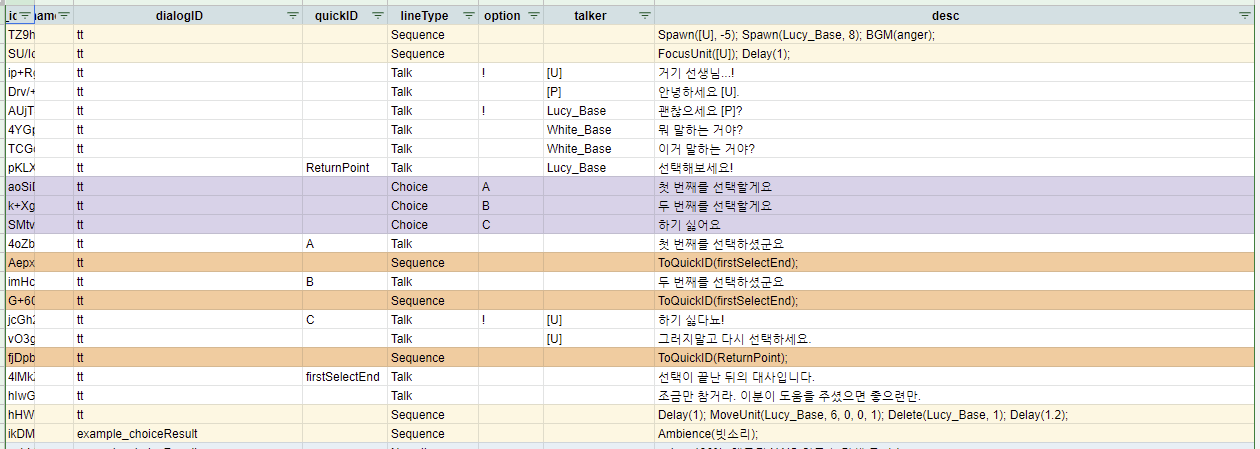 _id name dialogID quickID lineType option talker desc
TZ9h tt Sequence Spawn([U], -5); Spawn(Lucy_Base, 8); BGM(anger);
tt Sequence FocusUnit([U]); Delay(1);
tt Talk ! [U] 거기 선생님...!
Drv/+ tt Talk [P] 안녕하세요 [U].
AUjT tt Talk ! Lucy_Base 괜찮으세요 [P]?
4YGp tt Talk White_Base 뭐 말하는 거야?
tt Talk White_Base 이거 말하는 거야?
pKLX tt ReturnPoint Talk Lucy_Base 선택해보세요!
tt Choice A 첫 번째를 선택할게요
k+Xg tt Choice B 두 번째를 선택할게요
SMtv tt Choice C 하기 싫어요
4oZb tt A Talk 첫 번째를 선택하셨군요
Aepx tt Sequence ToQuickID(firstSelectEnd);
tt B Talk 두 번째를 선택하셨군요
tt Sequence ToQuickID(firstSelectEnd);
jcGh2 tt C Talk ! [U] 하기 싫다뇨!
vO3g tt Talk [U] 그러지말고 다시 선택하세요.
fjDpb tt Sequence ToQuickID(ReturnPoint);
tt firstSelectEnd Talk 선택이 끝난 뒤의 대사입니다.
tt Talk 조금만 참거라. 이분이 도움을 주셨으면 좋으련만.
hHW tt Sequence Delay(1); MoveUnit(Lucy_Base, 6, 0, 0, 1); Delete(Lucy_Base, 1); Delay(1.2);
ikDM example_choiceResult Sequence Ambience(빗소리);